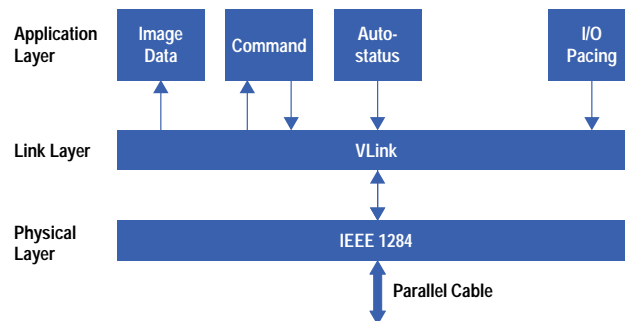 Application
Layer
Image
Data
Command
Auto-
status
I/O
Pacing
Link Layer
VLink
Physical
Layer
IEEE 1284
Parallel Cable